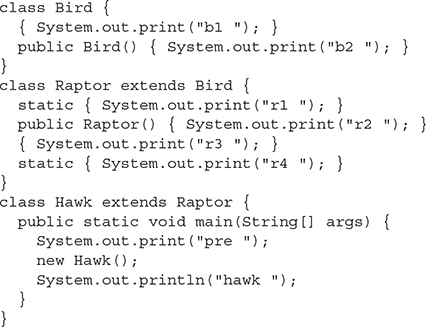 class Bird {
  { System.out.print("b1 "); }
  public Bird() { System.out.print("b2 "); }
}
class Raptor extends Bird {
  static { System.out.print("r1 "); }
  public Raptor() { System.out.print("r2 "); }
  { System.out.print("r3 "); }
  static { System.out.print("r4 "); }
}
class Hawk extends Raptor {
  public static void main(String[] args) {
    System.out.print("pre ");
    new Hawk();
    System.out.println("hawk ");
  }
}